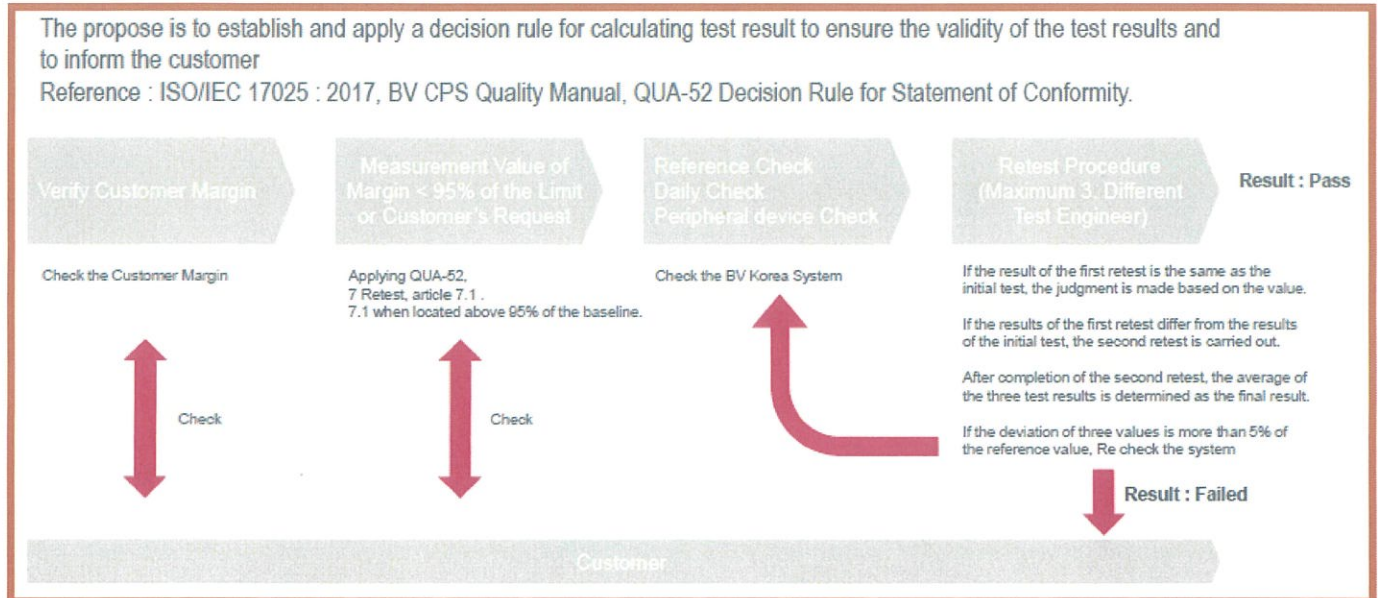 The propose is to establish and apply a decision rule for calculating test result to ensure the validity of the test results and
to inform the customer
Reference : ISO/IEC 17025 : 2017, BV CPS Quality Manual, QUA-52 Decision Rule for Statement of Conformity.
Verify Customer Margin
Measurement Value of
Margin < 95% of the Limit
or Customer's Request
Reference Check
Daily Check
Peripheral device Check
Retest Procedure
(Maximum 3, Different
Test Engineer)
Result : Pass
Check the Customer Margin
Applying QUA-52,
7 Retest, article 7.1 .
7.1 when located above 95% of the baseline.
Check the BV Korea System
If the result of the first retest is the same as the
initial test, the judgment is made based on the value.
If the results of the first retest differ from the results
of the initial test, the second retest is carried out.
After completion of the second retest, the average of
the three test results is determined as the final result.
If the deviation of three values is more than 5% of
the reference value, Re check the system
Check
Check
Result : Failed
Customer